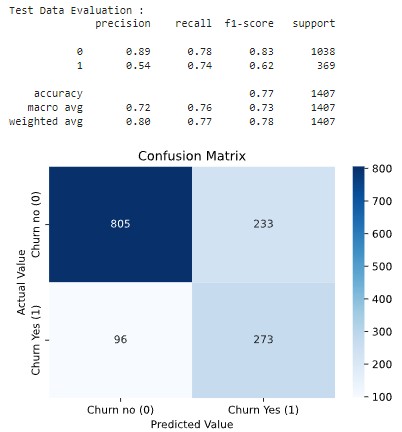 Test Data Evaluation :
precision recall f1-score support
0 0.89 0.78 0.83 1038
1 0.54 0.74 0.62 369
accuracy 0.77 1407
macro avg 0.72 0.76 0.73 1407
weighted avg 0.80 0.77 0.78 1407
Confusion Matrix
Actual Value
Churn no (0)
Churn Yes (1)
805 233
96 273
800
700
600
500
400
300
200
100
Churn no (0) Churn Yes (1)
Predicted Value